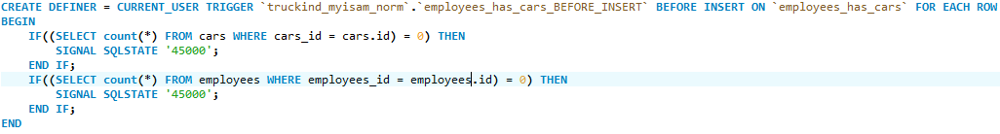 CREATE DEFINER = CURRENT_USER TRIGGER `truckind_myisam_norm`.`employees_has_cars_BEFORE_INSERT` BEFORE INSERT ON `employees_has_cars` FOR EACH ROW
BEGIN
    IF((SELECT count(*) FROM cars WHERE cars_id = cars.id) = 0) THEN
        SIGNAL SQLSTATE '45000';
    END IF;
    IF((SELECT count(*) FROM employees WHERE employees_id = employees.id) = 0) THEN
        SIGNAL SQLSTATE '45000';
    END IF;
END